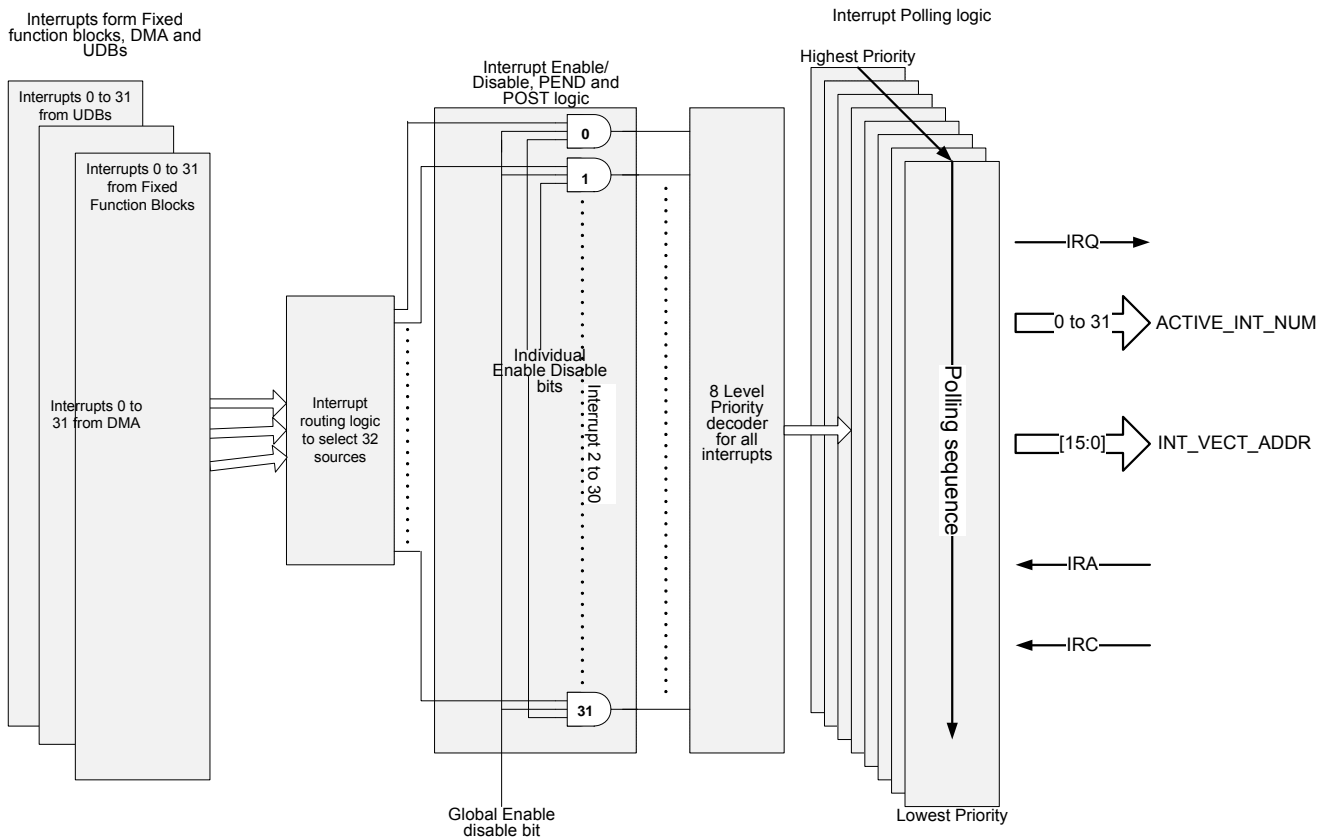 Interrupts form Fixed
function blocks, DMA and
UDBs
Interrupts 0 to 31
from UDBs
Interrupts 0 to 31
from Fixed
Function Blocks
Interrupts 0 to
31 from DMA
Interrupt
routing logic
to select 32
sources
Interrupt Enable/
Disable, PEND and
POST logic
0
1
Individual
Enable Disable
bits
Interrupt 2 to 30
31
Global Enable
disable bit
8 Level
Priority
decoder
for all
interrupts
Interrupt Polling logic
Highest Priority
Polling sequence
Lowest Priority
IRQ
0 to 31 ACTIVE_INT_NUM
[15:0] INT_VECT_ADDR
IRA
IRC